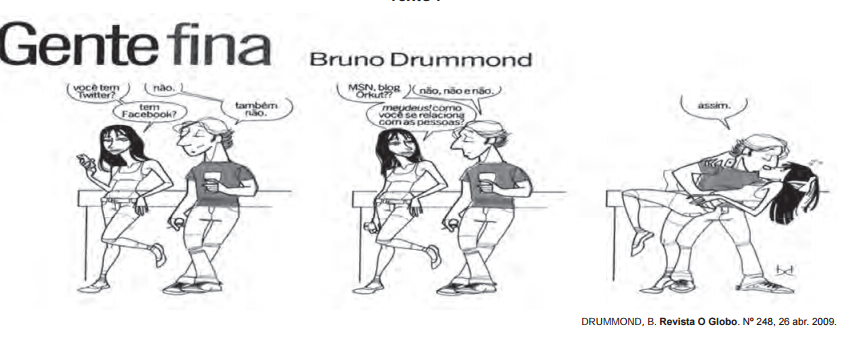 Gente fina
Bruno Drummond
você tem
Twitter?
não.
tem
Facebook?
também
não.
MSN, blog
Orkut??
não, não e não.
meudeus! como
você se relaciona
com as pessoas?
assim.
DRUMMOND, B. Revista O Globo. Nº 248, 26 abr. 2009.